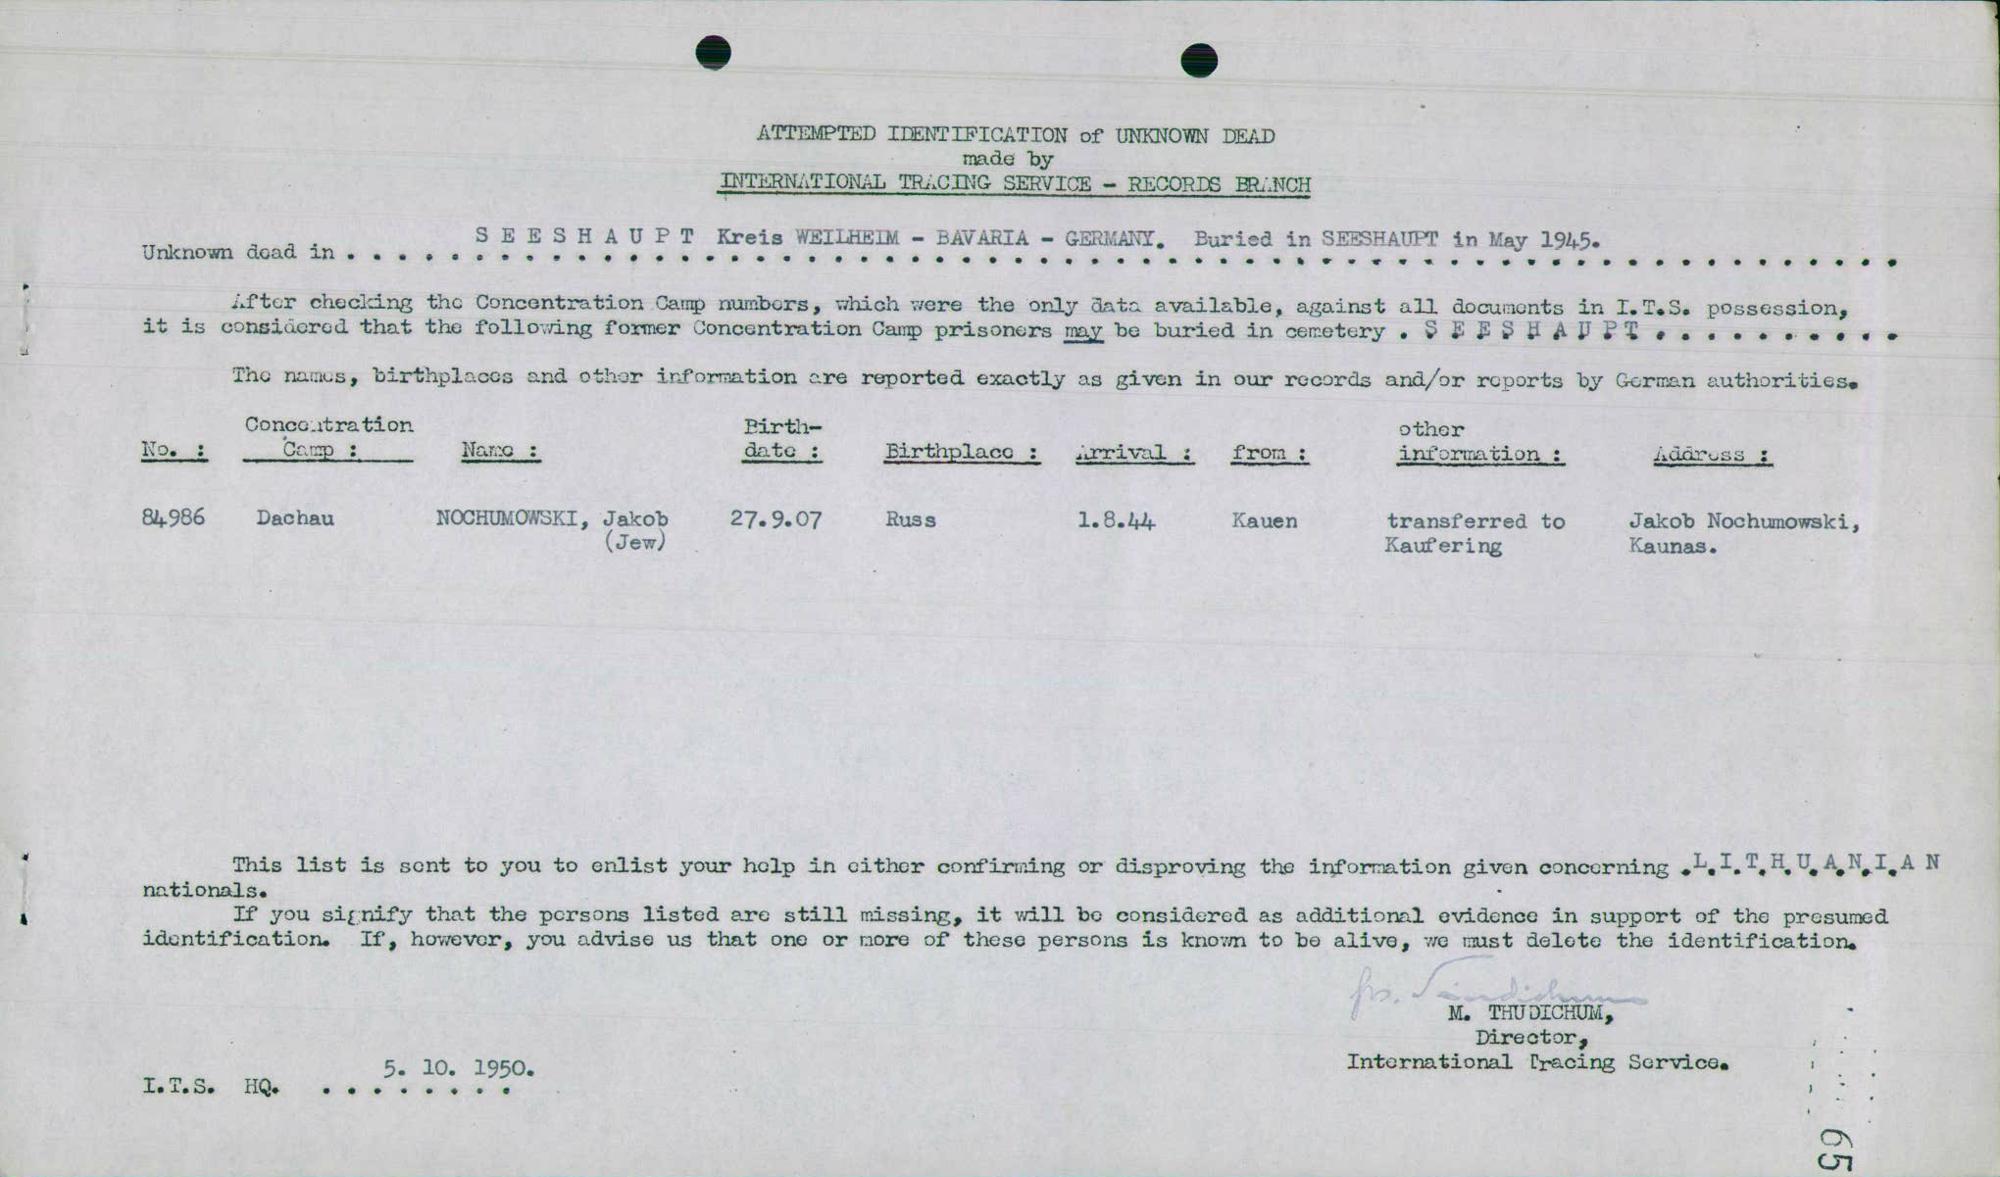 ATTEMPTED IDENTIFICATION of UNKNOWN DEAD
made by
INTERNATIONAL TRACING SERVICE - RECORDS BRANCH
Unknown dead in . . . S E E S H A U P T Kreis WEILHEIM - BAVARIA - GERMANY. Buried in SEESHAUPT in May 1945.
After checking the Concentration Camp numbers, which were the only data available, against all documents in I.T.S. possession,
it is considered that the following former Concentration Camp prisoners may be buried in cemetery . S E E S H A U P T . . . . . . . . . .
The names, birthplaces and other information are reported exactly as given in our records and/or reports by German authorities.
No. : Concentration Camp : Name : Birth- date : Birthplace : Arrival : from : other information : Address :
84986 Dachau NOCHUMOWSKI, Jakob 27.9.07 Russ 1.8.44 Kauen transferred to Jakob Nochumowski,
(Jew) Kaufering Kaunas.
This list is sent to you to enlist your help in either confirming or disproving the information given concerning .L.I.T.H.U.A.N.I.A N
nationals.
If you signify that the persons listed are still missing, it will be considered as additional evidence in support of the presumed
identification. If, however, you advise us that one or more of these persons is known to be alive, we must delete the identification.
M. THUDICHUM,
Director,
International Tracing Service.
I.T.S. HQ. 5. 10. 1950.
65